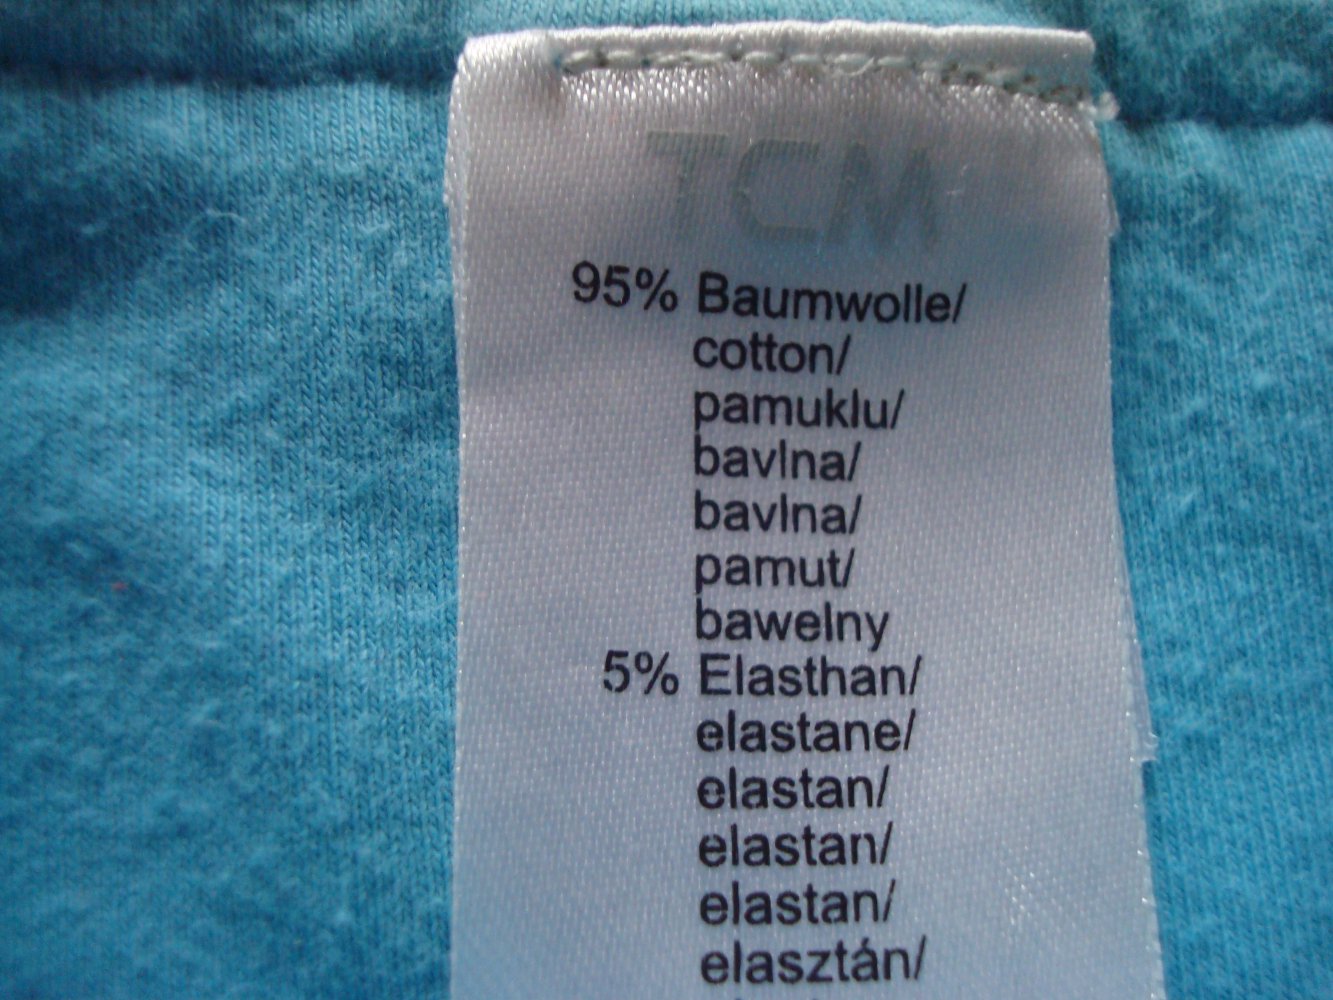 TCM
95% Baumwolle/
cotton/
pamuklu/
bavlna/
bavlna/
pamut/
bawelny
5% Elasthan/
elastane/
elastan/
elastan/
elastan/
elasztán/